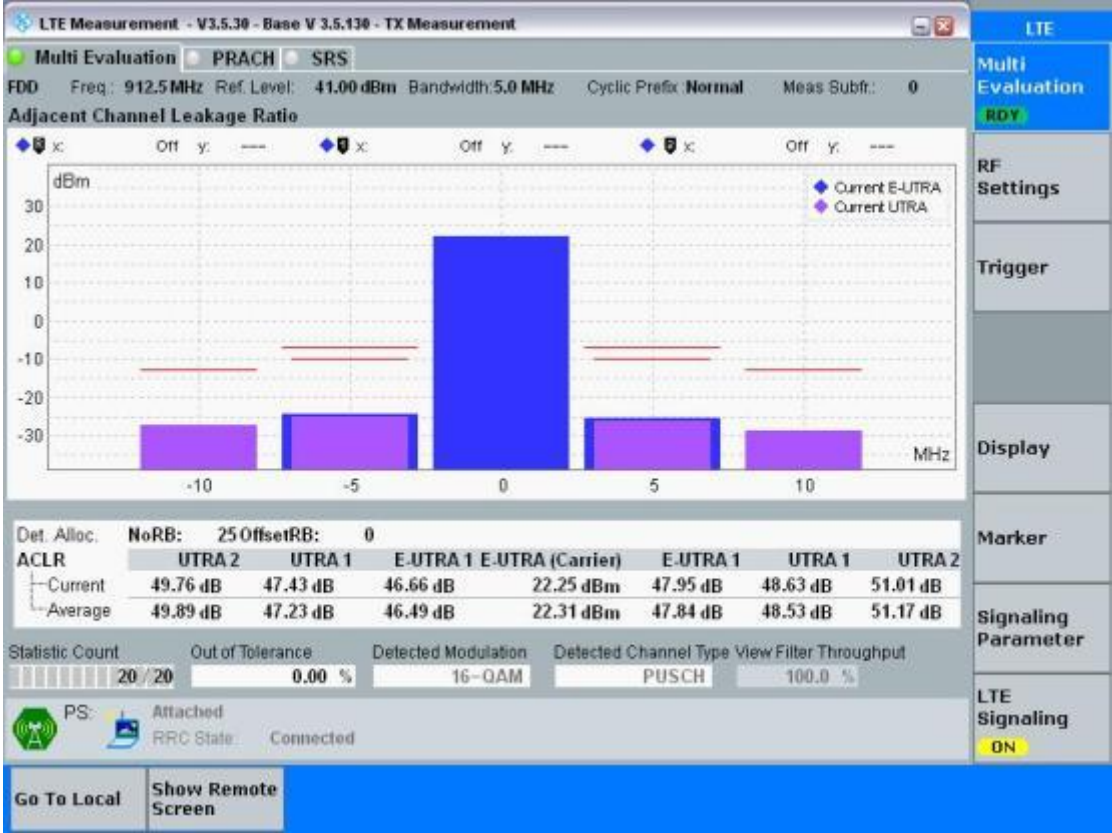 LTE Measurement - V3.5.30 - Base V 3.5.130 - TX Measurement
LTE
Multi Evaluation PRACH SRS
Multi
Evaluation
RDY
FDD Freq.: 912.5 MHz Ref. Level: 41.00 dBm Bandwidth: 5.0 MHz Cyclic Prefix: Normal Meas Subfr.: 0
Adjacent Channel Leakage Ratio
x: Off y: --- x: Off y: --- x: Off y: ---
dBm
Current E-UTRA
Current UTRA
30
20
10
0
-10
-20
-30
MHz
-10 -5 0 5 10
RF
Settings
Trigger
Display
Marker
Signaling
Parameter
LTE
Signaling
ON
Det. Alloc. NoRB: 25 OffsetRB: 0
ACLR UTRA 2 UTRA 1 E-UTRA 1 E-UTRA (Carrier) E-UTRA 1 UTRA 1 UTRA 2
Current 49.76 dB 47.43 dB 46.66 dB 22.25 dBm 47.95 dB 48.63 dB 51.01 dB
Average 49.89 dB 47.23 dB 46.49 dB 22.31 dBm 47.84 dB 48.53 dB 51.17 dB
Statistic Count Out of Tolerance Detected Modulation Detected Channel Type View Filter Throughput
20 / 20 0.00 % 16-QAM PUSCH 100.0 %
PS: Attached
RRC State: Connected
Go To Local
Show Remote
Screen